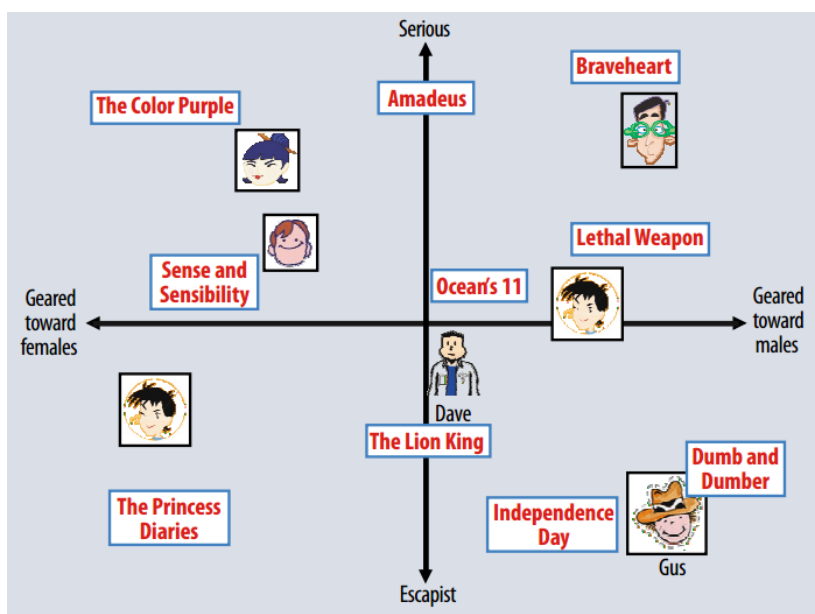 Serious
Braveheart
The Color Purple
Amadeus
Lethal Weapon
Sense and
Sensibility
Ocean's 11
Geared
toward
females
Geared
toward
males
Dave
The Lion King
Dumb and
Dumber
The Princess
Diaries
Independence
Day
Gus
Escapist